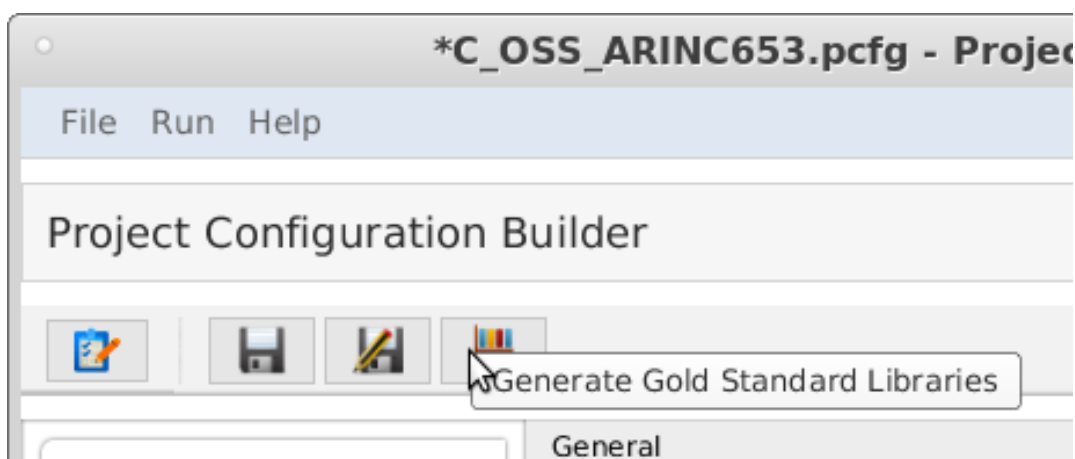 *C_OSS_ARINC653.pcfg - Projec
File Run Help
Project Configuration Builder
Generate Gold Standard Libraries
General